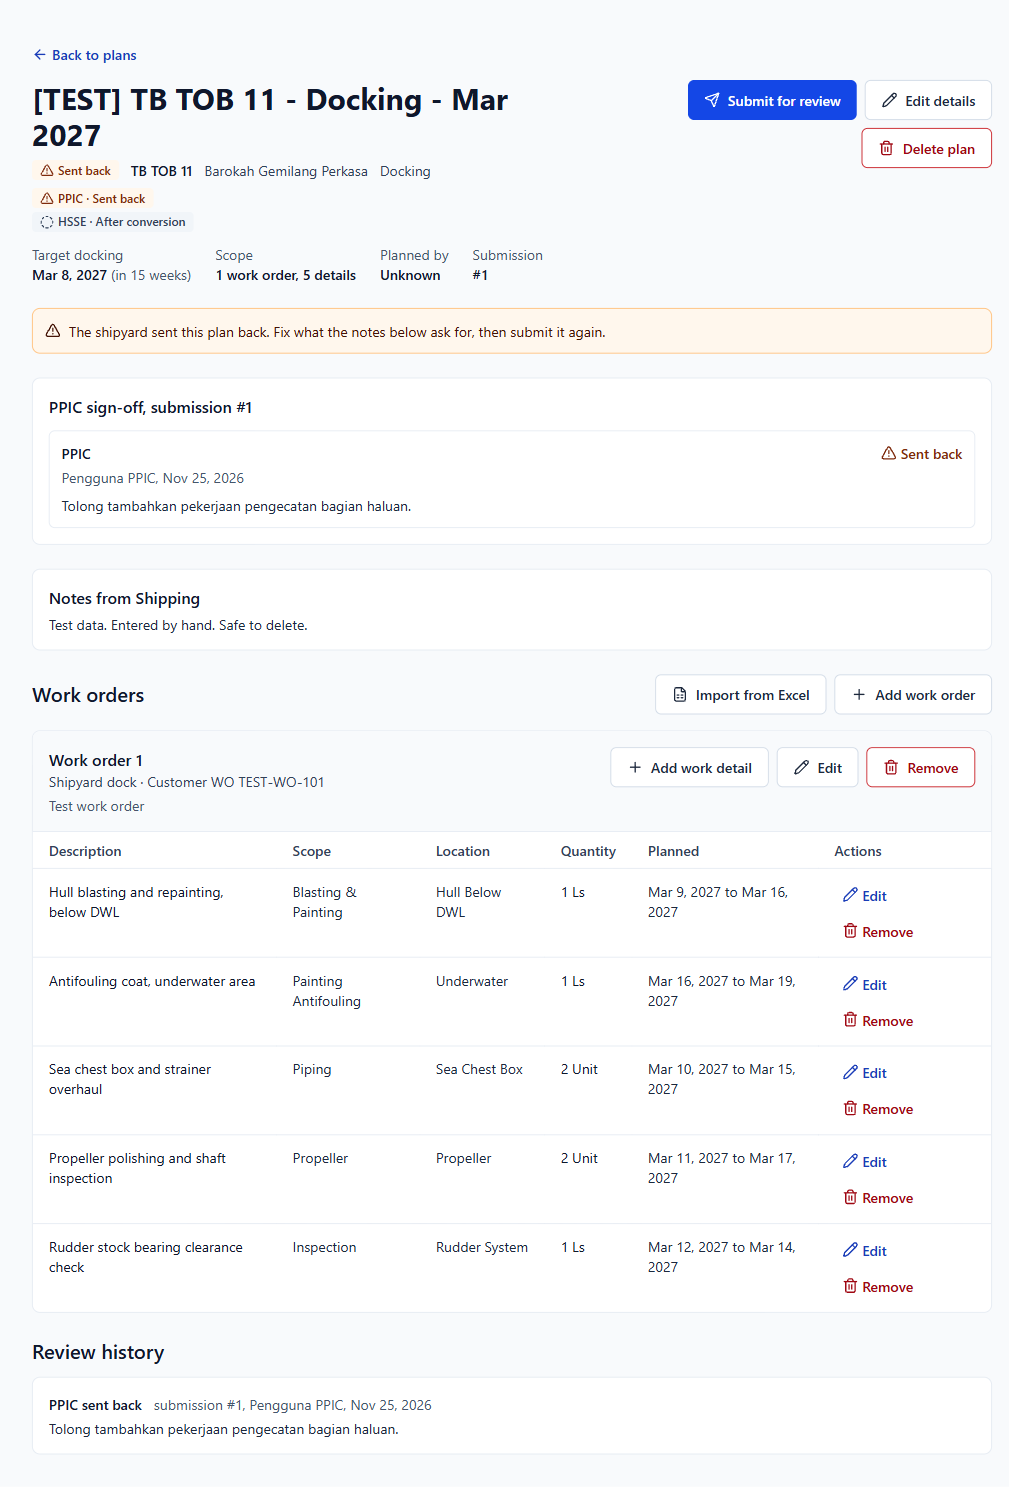 Back to plans
[TEST] TB TOB 11 - Docking - Mar
2027
Submit for review
Edit details
Delete plan
Sent back TB TOB 11 Barokah Gemilang Perkasa Docking
PPIC · Sent back
HSSE · After conversion
Target docking Scope Planned by Submission
Mar 8, 2027 (in 15 weeks) 1 work order, 5 details Unknown #1
The shipyard sent this plan back. Fix what the notes below ask for, then submit it again.
PPIC sign-off, submission #1
PPIC Sent back
Pengguna PPIC, Nov 25, 2026
Tolong tambahkan pekerjaan pengecatan bagian haluan.
Notes from Shipping
Test data. Entered by hand. Safe to delete.
Work orders Import from Excel Add work order
Work order 1
Shipyard dock · Customer WO TEST-WO-101
Test work order
Add work detail Edit Remove
Description Scope Location Quantity Planned Actions
Hull blasting and repainting, Blasting & Hull Below 1 Ls Mar 9, 2027 to Mar 16, Edit
below DWL Painting DWL 2027
Remove
Antifouling coat, underwater area Painting Underwater 1 Ls Mar 16, 2027 to Mar 19, Edit
Antifouling 2027
Remove
Sea chest box and strainer Piping Sea Chest Box 2 Unit Mar 10, 2027 to Mar 15, Edit
overhaul 2027
Remove
Propeller polishing and shaft Propeller Propeller 2 Unit Mar 11, 2027 to Mar 17, Edit
inspection 2027
Remove
Rudder stock bearing clearance Inspection Rudder System 1 Ls Mar 12, 2027 to Mar 14, Edit
check 2027
Remove
Review history
PPIC sent back submission #1, Pengguna PPIC, Nov 25, 2026
Tolong tambahkan pekerjaan pengecatan bagian haluan.